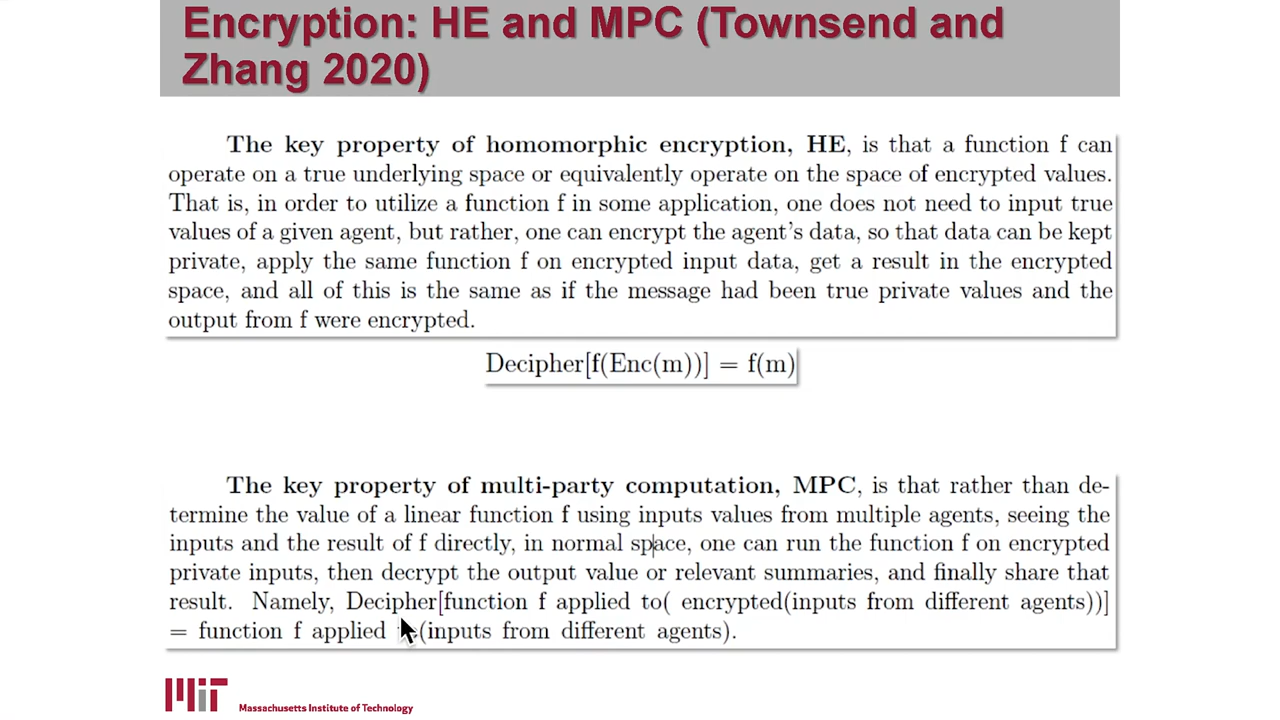 Encryption: HE and MPC (Townsend and
Zhang 2020)
The key property of homomorphic encryption, HE, is that a function f can
operate on a true underlying space or equivalently operate on the space of encrypted values.
That is, in order to utilize a function f in some application, one does not need to input true
values of a given agent, but rather, one can encrypt the agent's data, so that data can be kept
private, apply the same function f on encrypted input data, get a result in the encrypted
space, and all of this is the same as if the message had been true private values and the
output from f were encrypted.
Decipher[f(Enc(m))] = f(m)
The key property of multi-party computation, MPC, is that rather than de-
termine the value of a linear function f using inputs values from multiple agents, seeing the
inputs and the result of f directly, in normal space, one can run the function f on encrypted
private inputs, then decrypt the output value or relevant summaries, and finally share that
result. Namely, Decipher[function f applied to( encrypted(inputs from different agents))]
= function f applied to(inputs from different agents).
MIT Massachusetts Institute of Technology